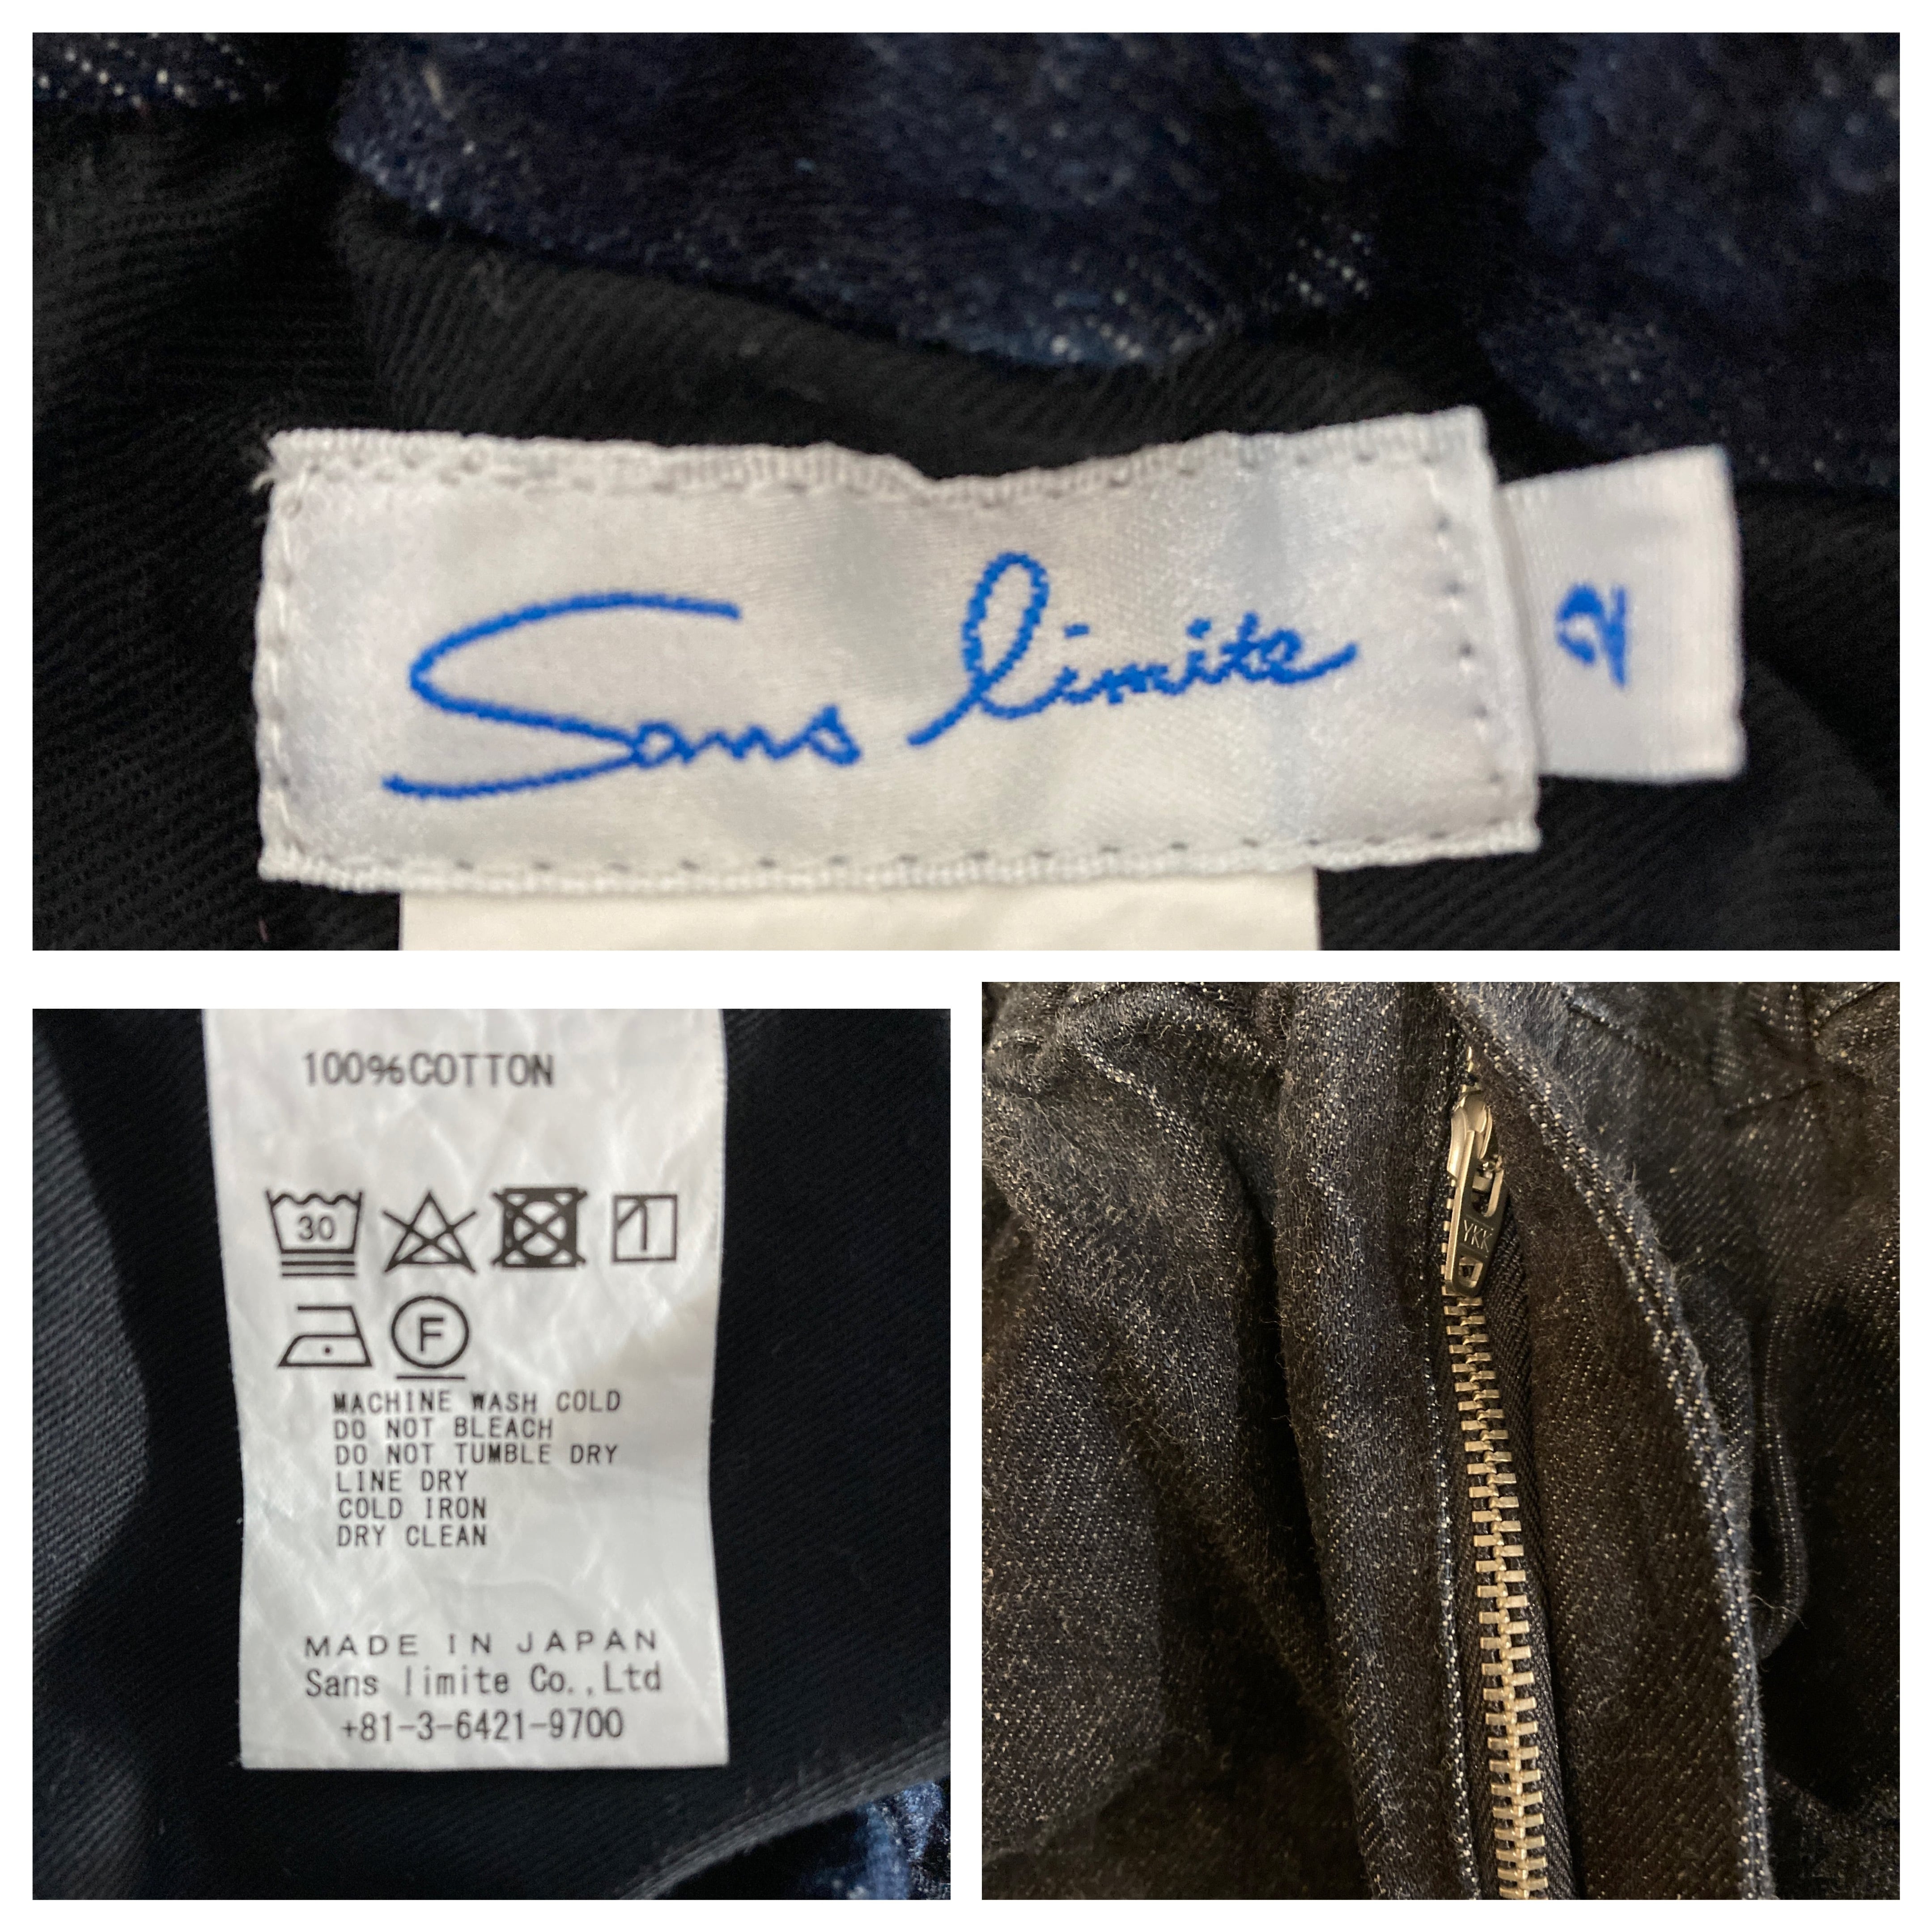 Sans limite
2
100%COTTON
30
F
MACHINE WASH COLD
DO NOT BLEACH
DO NOT TUMBLE DRY
LINE DRY
COLD IRON
DRY CLEAN
MADE IN JAPAN
Sans limite Co.,Ltd
+81-3-6421-9700
YKK